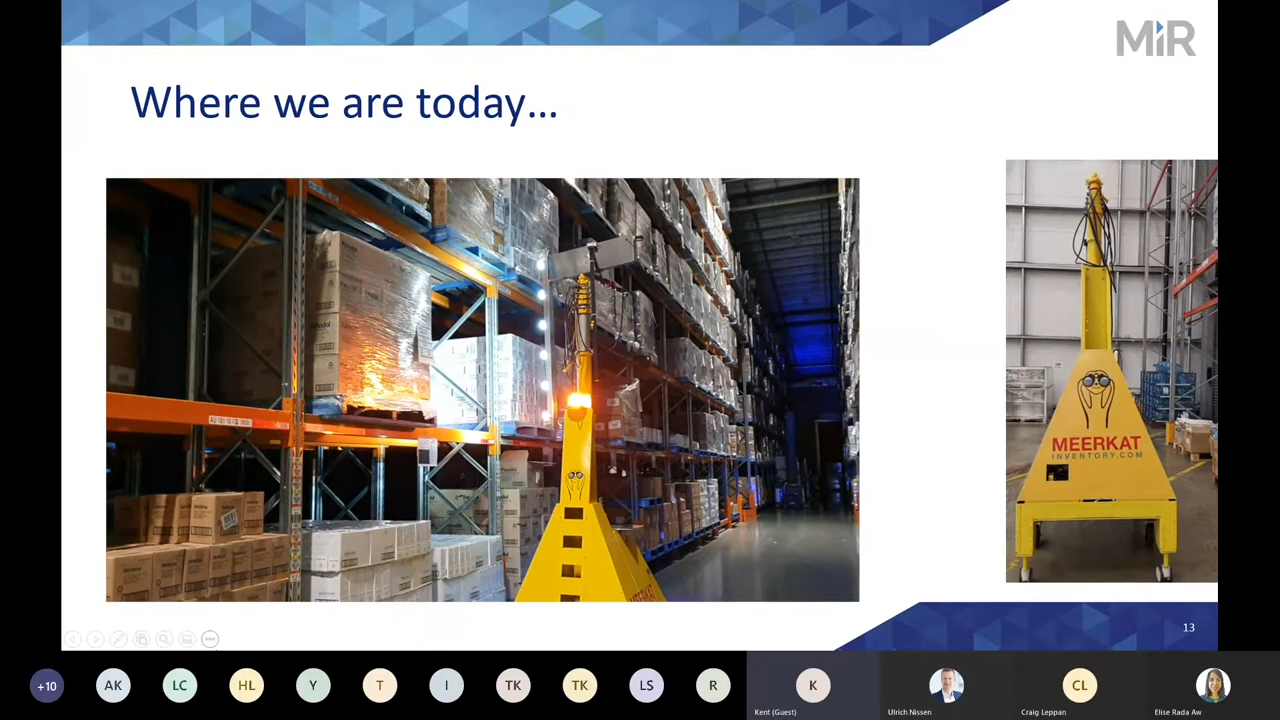 MiR
Where we are today...
MEERKAT
INVENTORY.COM
13
+10
AK
LC
HL
Y
T
I
TK
TK
LS
R
K
CL
Kent (Guest)
Ulrich Nissen
Craig Leppan
Elise Rada Aw